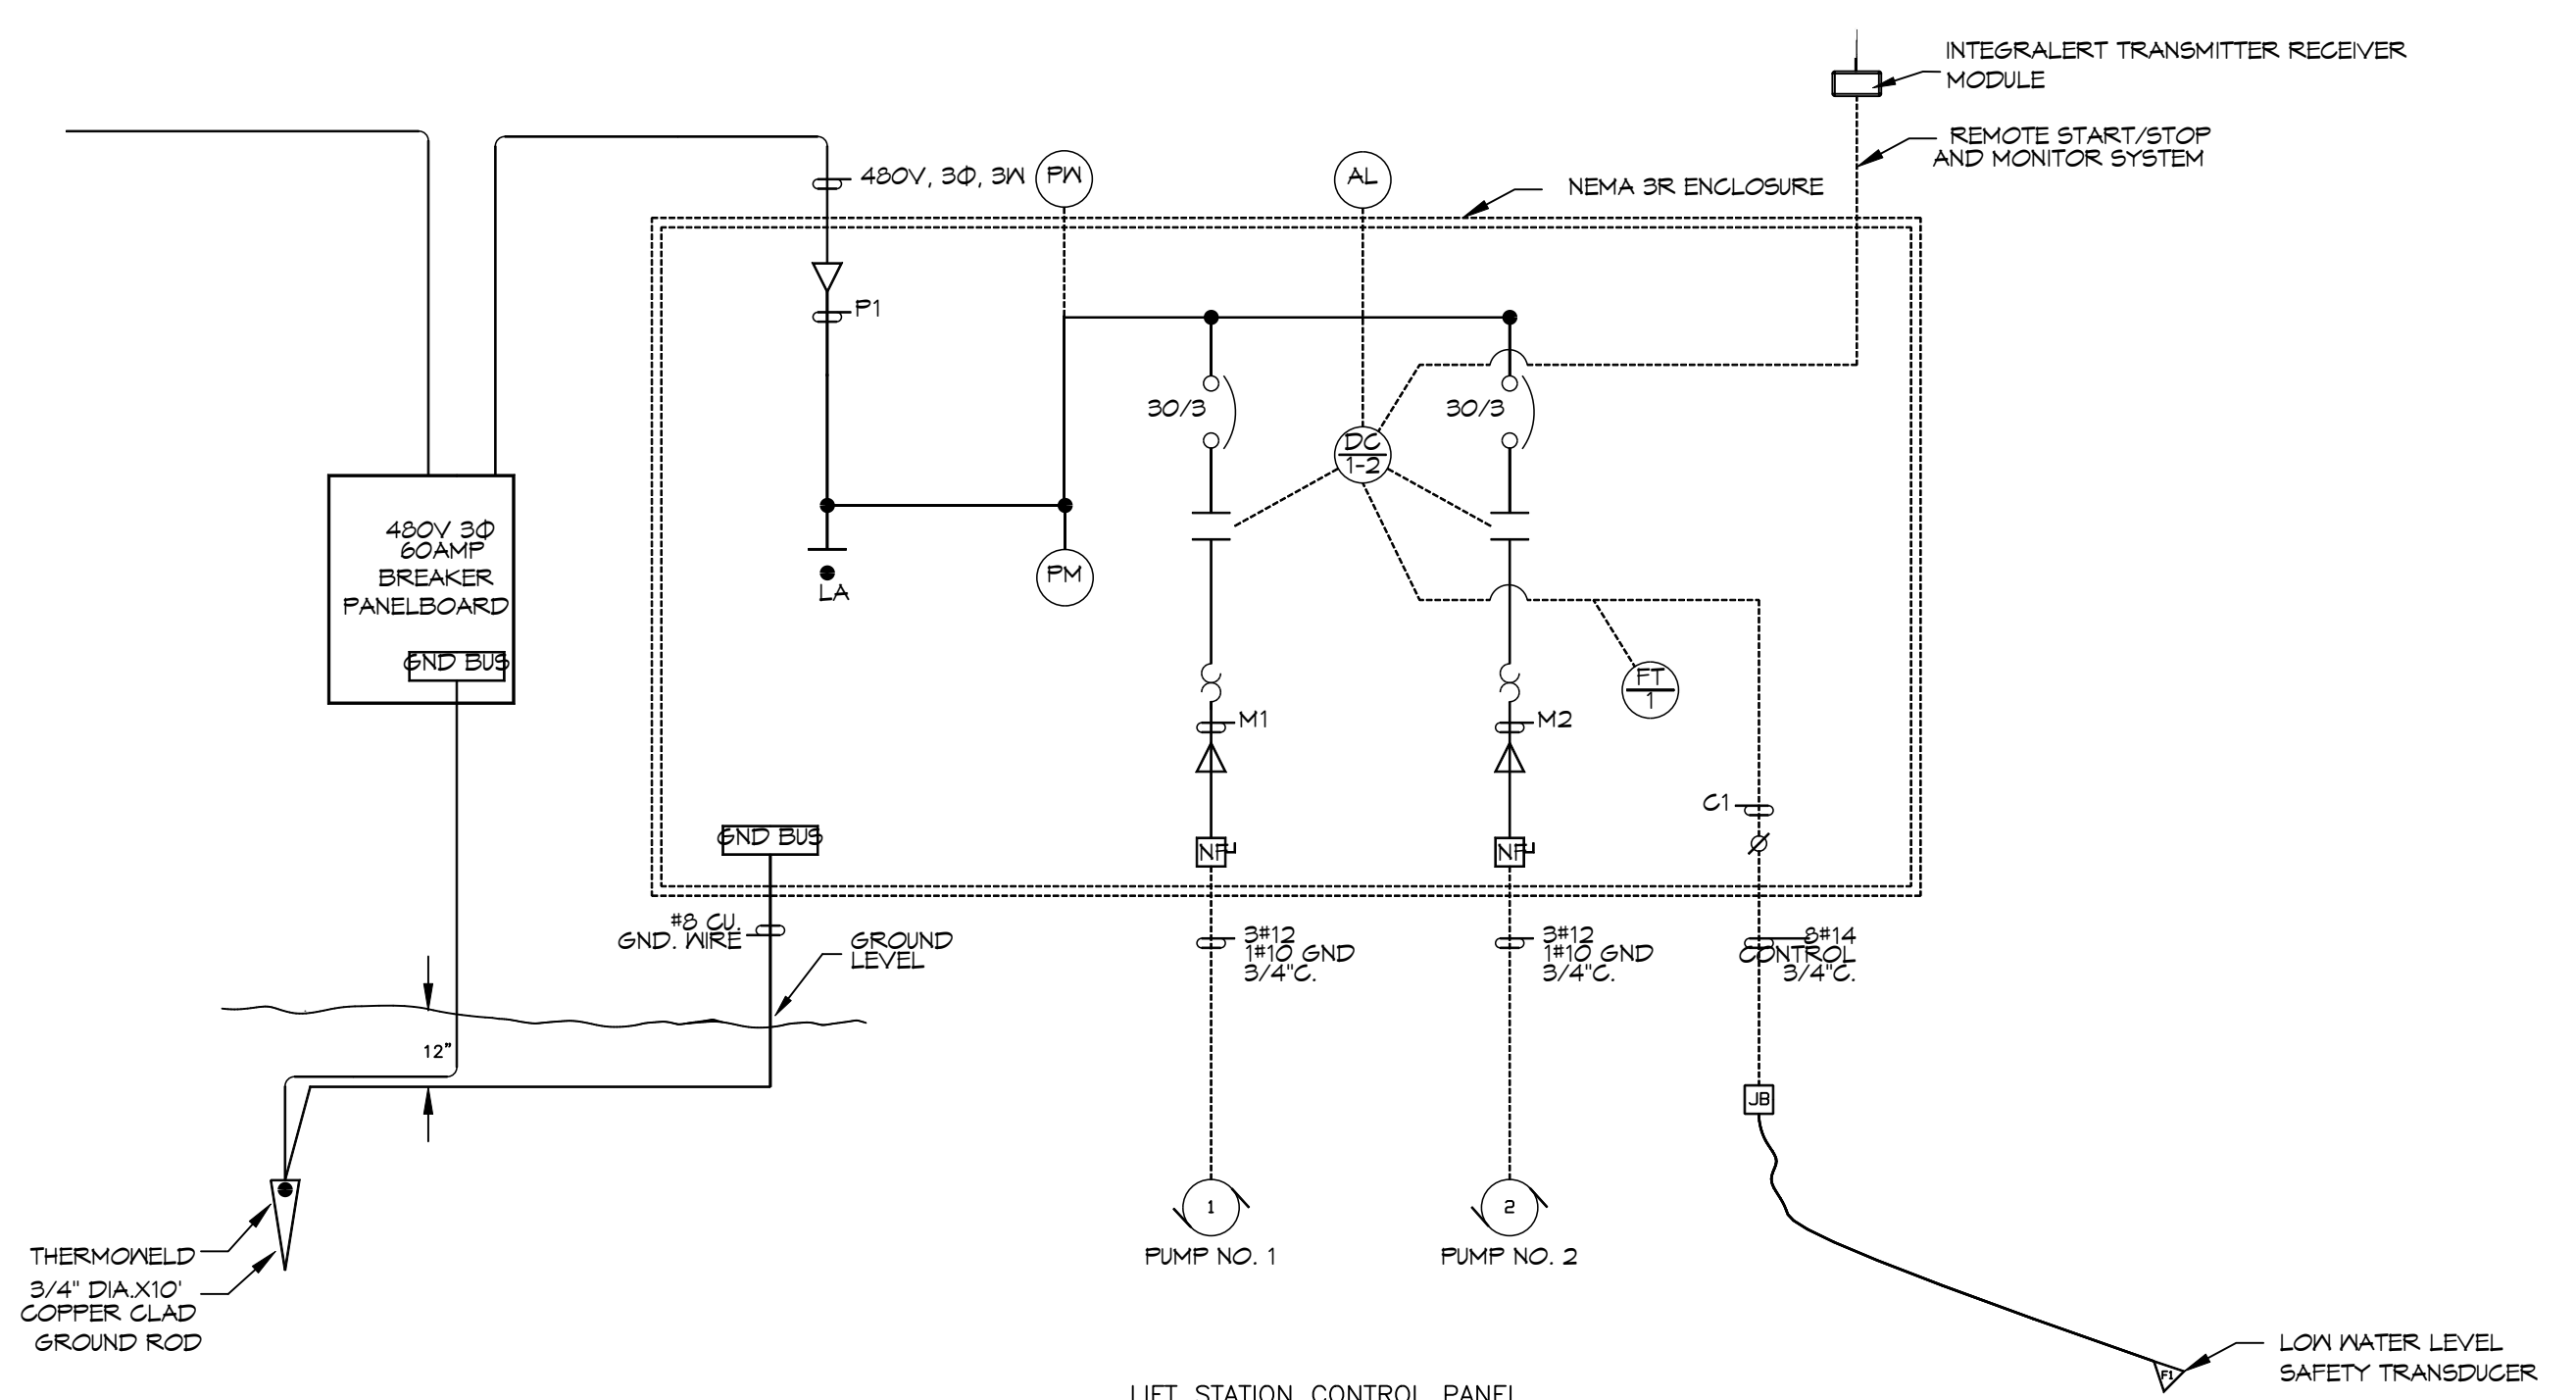 INTEGRALERT TRANSMITTER RECEIVER
MODULE
REMOTE START/STOP
AND MONITOR SYSTEM
480V, 3Φ, 3W
PW
AL
NEMA 3R ENCLOSURE
P1
30/3
30/3
DC
1-2
480V 3Φ
60AMP
BREAKER
PANELBOARD
GND BUS
LA
PM
FT
1
M1
M2
C1
GND BUS
NF
NF
#8 CU.
GND. WIRE
GROUND
LEVEL
3#12
1#10 GND
3/4"C.
3#12
1#10 GND
3/4"C.
8#14
CONTROL
3/4"C.
12"
JB
1
2
PUMP NO. 1
PUMP NO. 2
THERMOWELD
3/4" DIA.X10'
COPPER CLAD
GROUND ROD
LOW WATER LEVEL
SAFETY TRANSDUCER
F1
LIFT STATION CONTROL PANEL